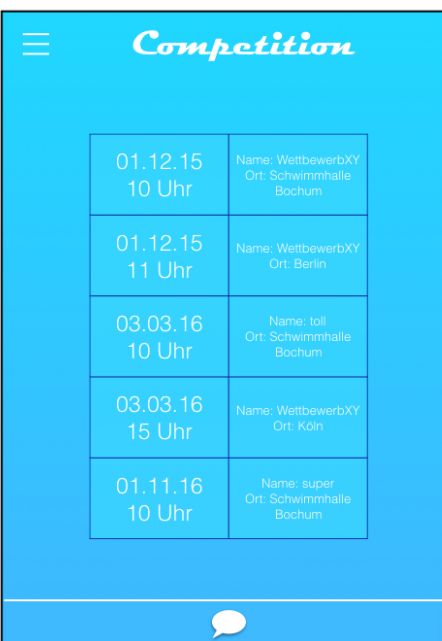 Competition
01.12.15
10 Uhr
Name: WettbewerbXY
Ort: Schwimmhalle
Bochum
01.12.15
11 Uhr
Name: WettbewerbXY
Ort: Berlin
03.03.16
10 Uhr
Name: toll
Ort: Schwimmhalle
Bochum
03.03.16
15 Uhr
Name: WettbewerbXY
Ort: Köln
01.11.16
10 Uhr
Name: super
Ort: Schwimmhalle
Bochum